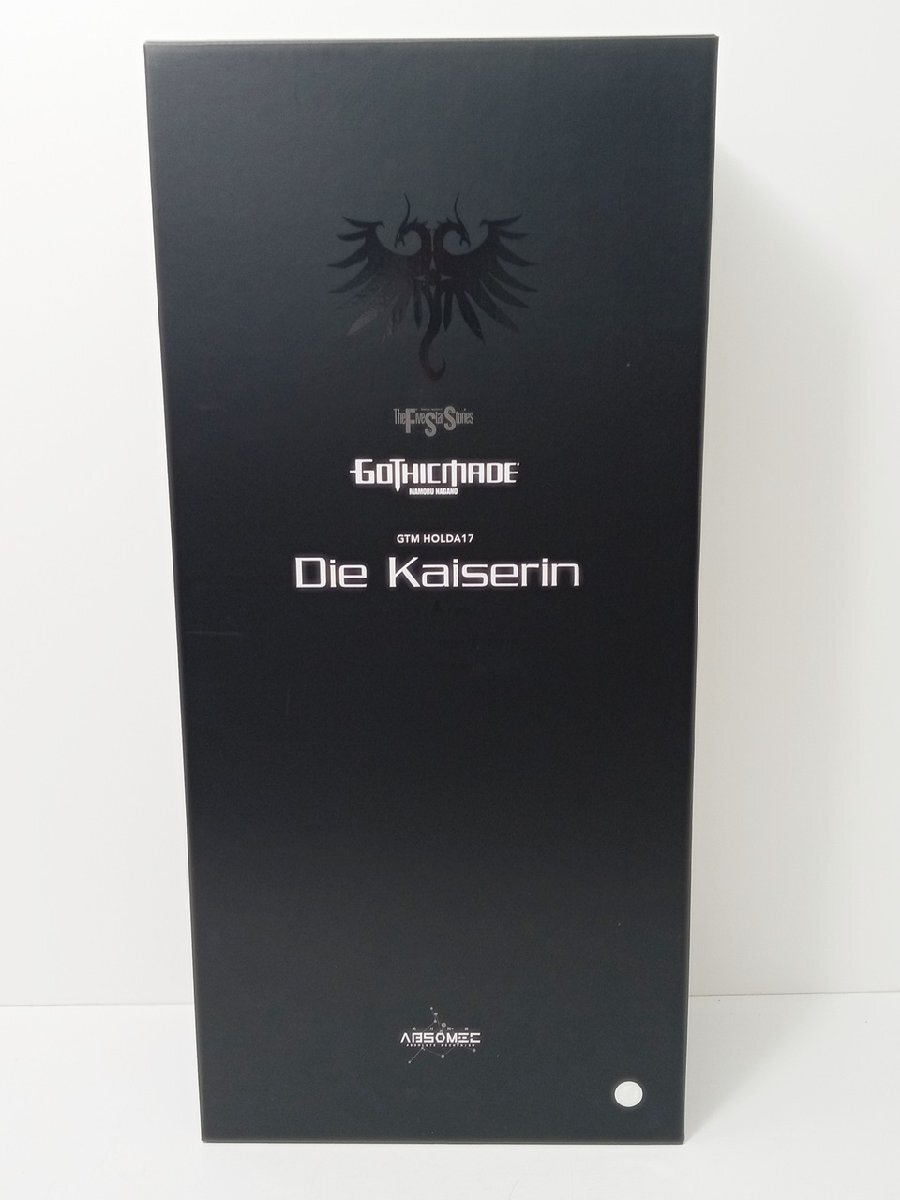 The Five Star Stories
GOTHICMADE
MAMORU NAGANO
GTM HOLDA17
Die Kaiserin
ABSOMEC